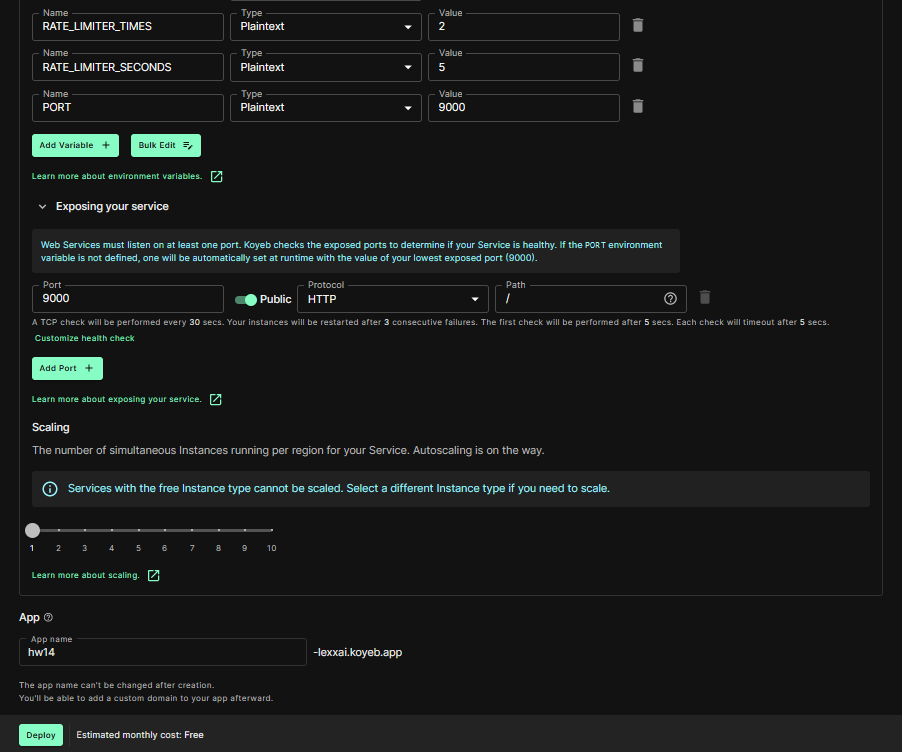 Name Type Value
RATE_LIMITER_TIMES Plaintext 2
Name Type Value
RATE_LIMITER_SECONDS Plaintext 5
Name Type Value
PORT Plaintext 9000
Add Variable + Bulk Edit
Learn more about environment variables.
Exposing your service
Web Services must listen on at least one port. Koyeb checks the exposed ports to determine if your Service is healthy. If the PORT environment
variable is not defined, one will be automatically set at runtime with the value of your lowest exposed port (9000).
Port Protocol Path
9000 Public HTTP /
A TCP check will be performed every 30 secs. Your instances will be restarted after 3 consecutive failures. The first check will be performed after 5 secs. Each check will timeout after 5 secs.
Customize health check
Add Port +
Learn more about exposing your service.
Scaling
The number of simultaneous Instances running per region for your Service. Autoscaling is on the way.
Services with the free Instance type cannot be scaled. Select a different Instance type if you need to scale.
1 2 3 4 5 6 7 8 9 10
Learn more about scaling.
App
App name
hw14 -lexxai.koyeb.app
The app name can't be changed after creation.
You'll be able to add a custom domain to your app afterward.
Deploy Estimated monthly cost: Free